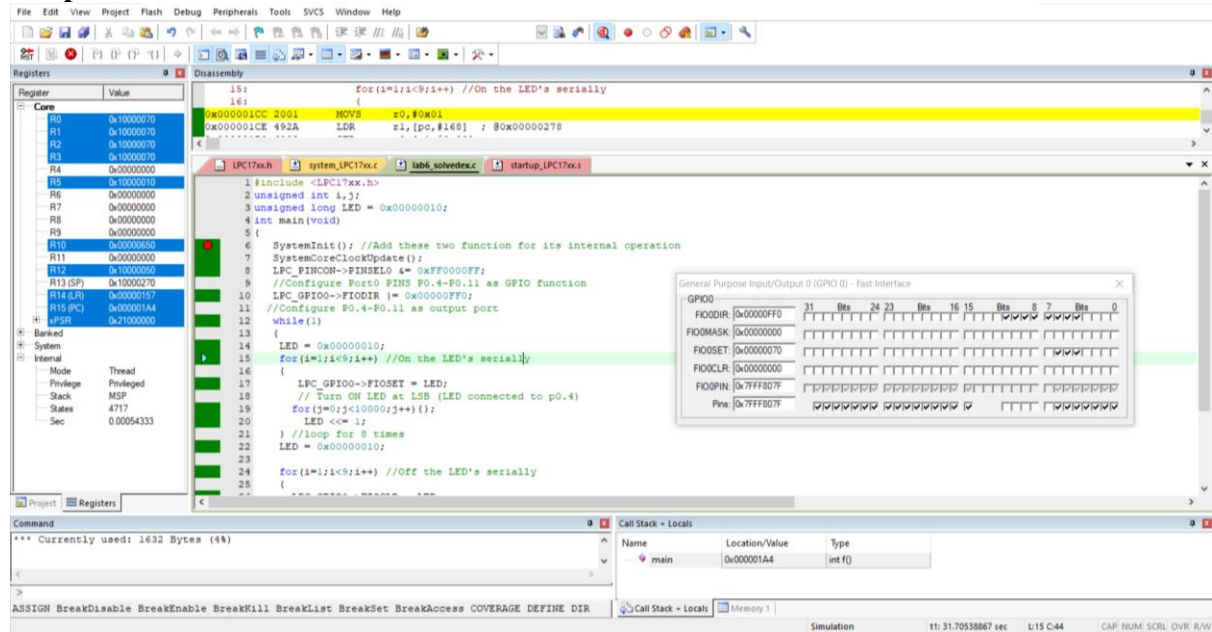 File Edit View Project Flash Debug Peripherals Tools SVCS Window Help
RST
Registers
Register Value
Core
R0 0x10000070
R1 0x10000070
R2 0x10000070
R3 0x10000070
R4 0x00000000
R5 0x10000010
R6 0x00000000
R7 0x00000000
R8 0x00000000
R9 0x00000000
R10 0x00000650
R11 0x00000000
R12 0x10000050
R13 (SP) 0x10000270
R14 (LR) 0x00000157
R15 (PC) 0x000001A4
xPSR 0x21000000
Banked
System
Internal
Mode Thread
Privilege Privileged
Stack MSP
States 4717
Sec 0.00054333
Project Registers
Disassembly
15: for(i=1;i<9;i++) //On the LED's serially
16: {
0x000001CC 2001 MOVS r0,#0x01
0x000001CE 492A LDR r1,[pc,#168] ; @0x00000278
LPC17xx.h system_LPC17xx.c lab6_solvedex.c startup_LPC17xx.s
1 #include <LPC17xx.h>
2 unsigned int i,j;
3 unsigned long LED = 0x00000010;
4 int main(void)
5 {
6 SystemInit(); //Add these two function for its internal operation
7 SystemCoreClockUpdate();
8 LPC_PINCON->PINSEL0 &= 0xFF0000FF;
9 //Configure Port0 PINS P0.4-P0.11 as GPIO function
10 LPC_GPIO0->FIODIR |= 0x00000FF0;
11 //Configure P0.4-P0.11 as output port
12 while(1)
13 {
14 LED = 0x00000010;
15 for(i=1;i<9;i++) //On the LED's serially
16 {
17 LPC_GPIO0->FIOSET = LED;
18 // Turn ON LED at LSB (LED connected to p0.4)
19 for(j=0;j<10000;j++){};
20 LED <<= 1;
21 } //loop for 8 times
22 LED = 0x00000010;
23
24 for(i=1;i<9;i++) //Off the LED's serially
25 {
General Purpose Input/Output 0 (GPIO 0) - Fast Interface
GPIO0
31 Bits 24 23 Bits 16 15 Bits 8 7 Bits 0
FIO0DIR: 0x00000FF0
FIO0MASK: 0x00000000
FIO0SET: 0x00000070
FIO0CLR: 0x00000000
FIO0PIN: 0x7FFF807F
Pins: 0x7FFF807F
Command
*** Currently used: 1632 Bytes (4%)
>
ASSIGN BreakDisable BreakEnable BreakKill BreakList BreakSet BreakAccess COVERAGE DEFINE DIR
Call Stack + Locals
Name Location/Value Type
main 0x000001A4 int f()
Call Stack + Locals Memory 1
Simulation t1: 31.70538867 sec L:15 C:44 CAP NUM SCRL OVR R/W